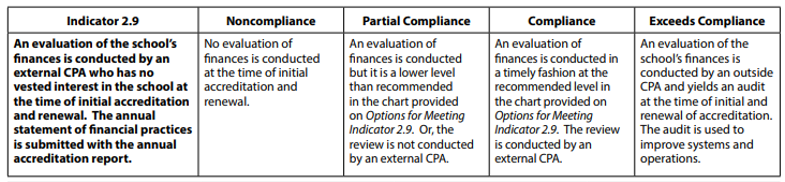 Indicator 2.9
Noncompliance
Partial Compliance
Compliance
Exceeds Compliance
An evaluation of the school's
finances is conducted by an
external CPA who has no
vested interest in the school at
the time of initial accreditation
and renewal.  The annual
statement of financial practices
is submitted with the annual
accreditation report.
No evaluation of
finances is conducted
at the time of initial
accreditation and
renewal.
An evaluation of
finances is conducted
but it is a lower level
than recommended
in the chart provided
on Options for Meeting
Indicator 2.9.  Or, the
review is not conducted
by an external CPA.
An evaluation of
finances is conducted in
a timely fashion at the
recommended level in
the chart provided on
Options for Meeting
Indicator 2.9.  The review
is conducted by an
external CPA.
An evaluation of the
school's finances is
conducted by an outside
CPA and yields an audit
at the time of initial and
renewal of accreditation.
The audit is used to
improve systems and
operations.